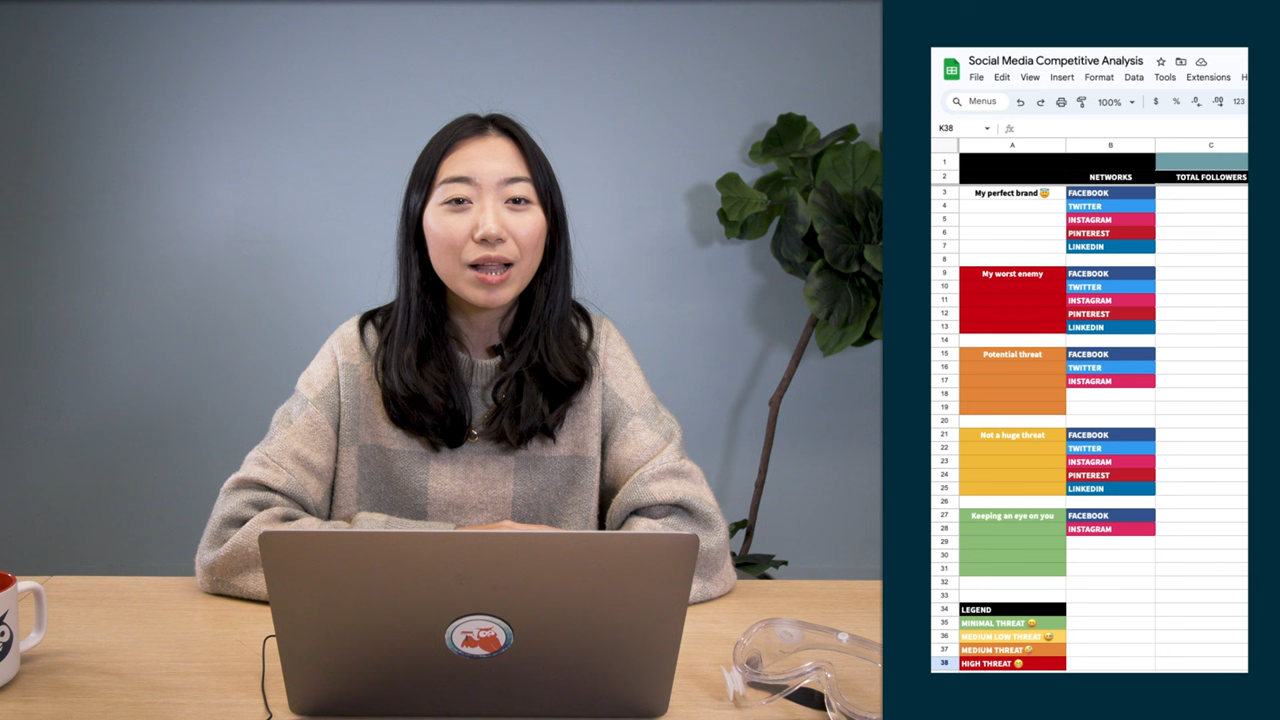 Social Media Competitive Analysis
File Edit View Insert Format Data Tools Extensions H
Menus 100% $ % .0 .00 123
K38 fx
A B C
1
2 NETWORKS TOTAL FOLLOWERS
3 My perfect brand 😇 FACEBOOK
4 TWITTER
5 INSTAGRAM
6 PINTEREST
7 LINKEDIN
8
9 My worst enemy FACEBOOK
10 TWITTER
11 INSTAGRAM
12 PINTEREST
13 LINKEDIN
14
15 Potential threat FACEBOOK
16 TWITTER
17 INSTAGRAM
18
19
20
21 Not a huge threat FACEBOOK
22 TWITTER
23 INSTAGRAM
24 PINTEREST
25 LINKEDIN
26
27 Keeping an eye on you FACEBOOK
28 INSTAGRAM
29
30
31
32
33
34 LEGEND
35 MINIMAL THREAT
36 MEDIUM LOW THREAT
37 MEDIUM THREAT
38 HIGH THREAT